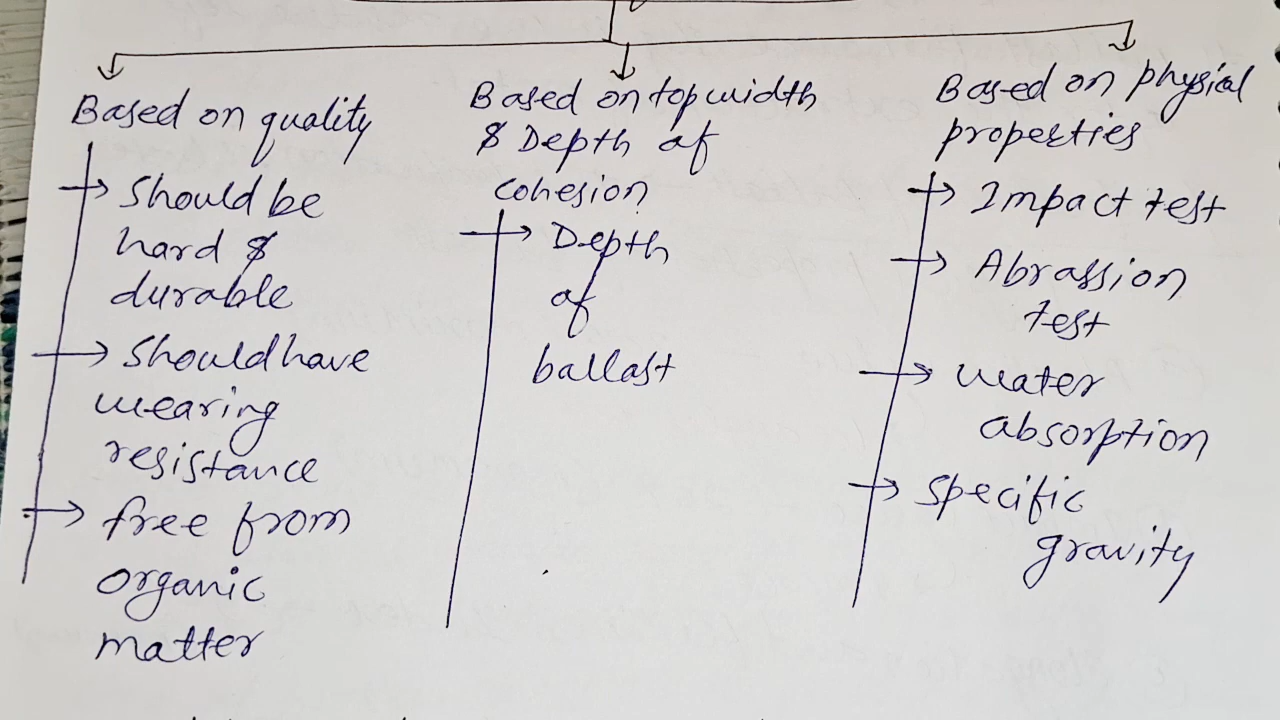 Based on quality
Should be
hard &
durable
Should have
wearing
resistance
free from
organic
matter
Based on top width
& Depth of
cohesion
Depth
of
ballast
Based on physical
properties
Impact test
Abrassion
test
water
absorption
specific
gravity